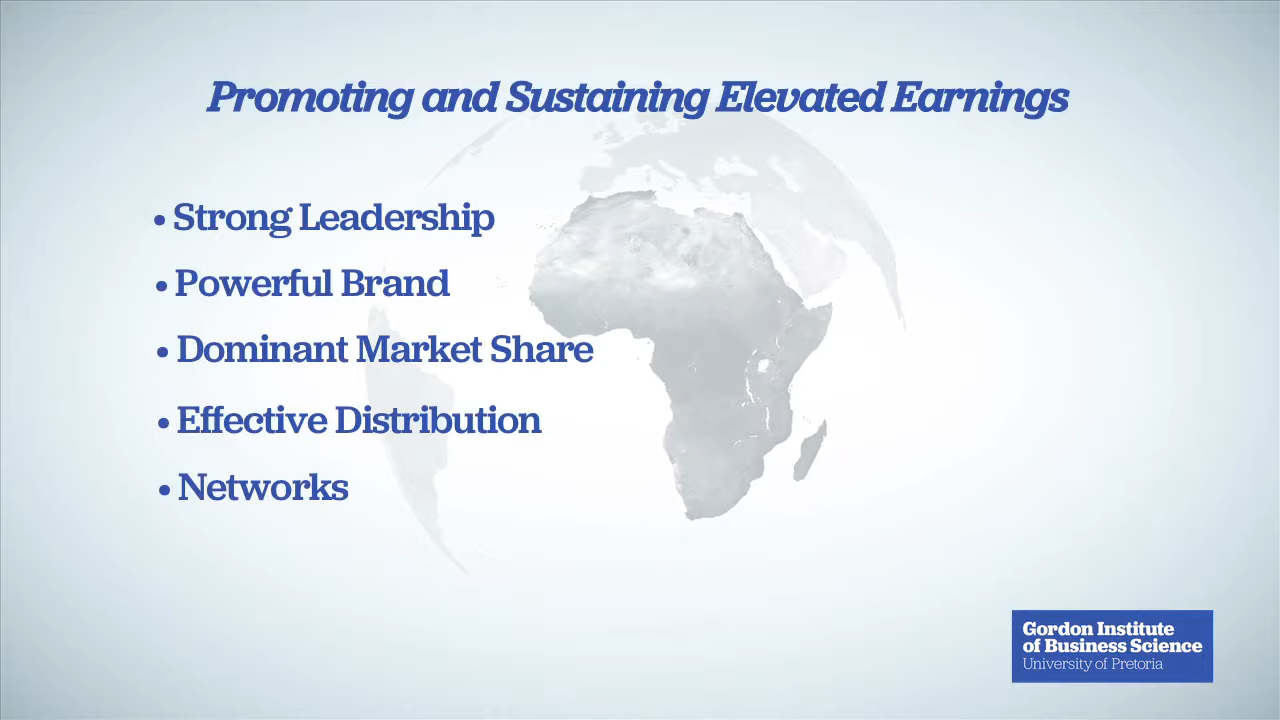 Promoting and Sustaining Elevated Earnings
• Strong Leadership
• Powerful Brand
• Dominant Market Share
• Effective Distribution
• Networks
Gordon Institute
of Business Science
University of Pretoria